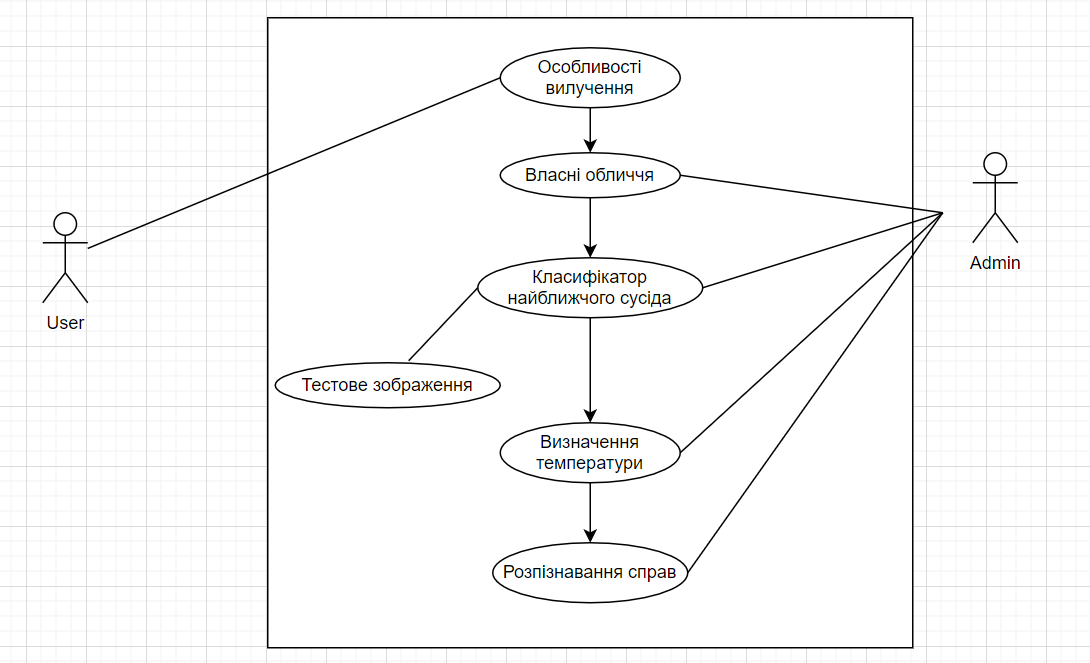 Особливості
вилучення
Власні обличчя
Класифікатор
найближчого сусіда
Тестове зображення
Визначення
температури
Розпізнавання справ
User
Admin